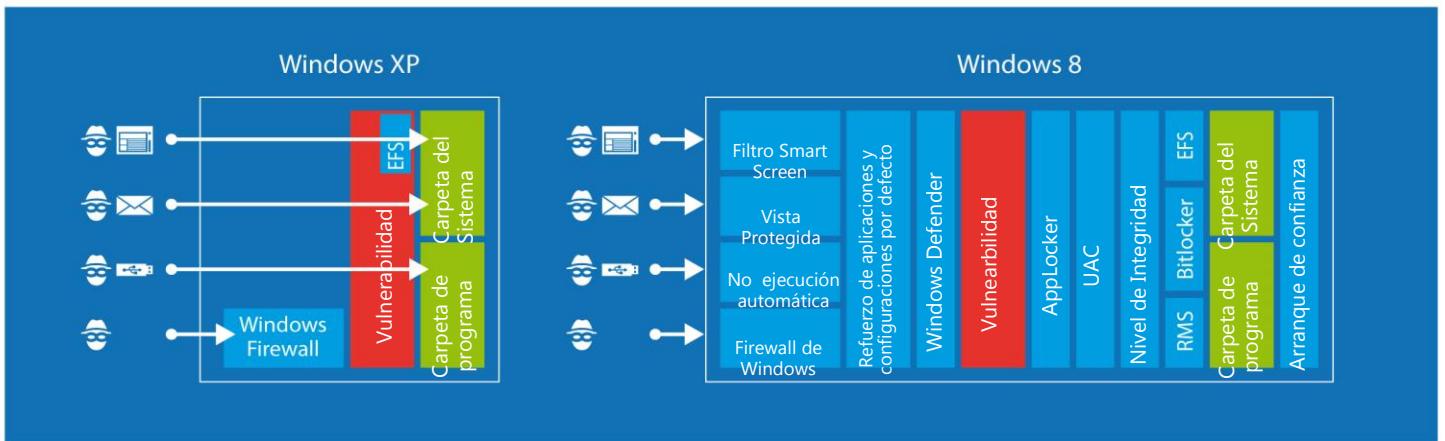 Windows XP
EFS
Vulnerabilidad
Carpeta del
Sistema
Carpeta de
programa
Windows
Firewall
Windows 8
Filtro Smart
Screen
Vista
Protegida
No ejecución
automática
Firewall de
Windows
Refuerzo de aplicaciones y
configuraciones por defecto
Windows Defender
Vulnearbilidad
AppLocker
UAC
Nivel de Integridad
EFS
Bitlocker
RMS
Carpeta del
Sistema
Carpeta de
programa
Arranque de confianza